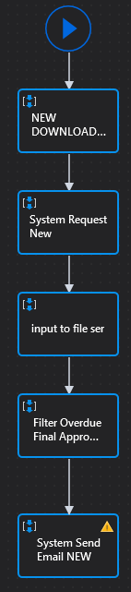 NEW
DOWNLOAD...
System Request
New
input to file ser
Filter Overdue
Final Appro...
System Send
Email NEW